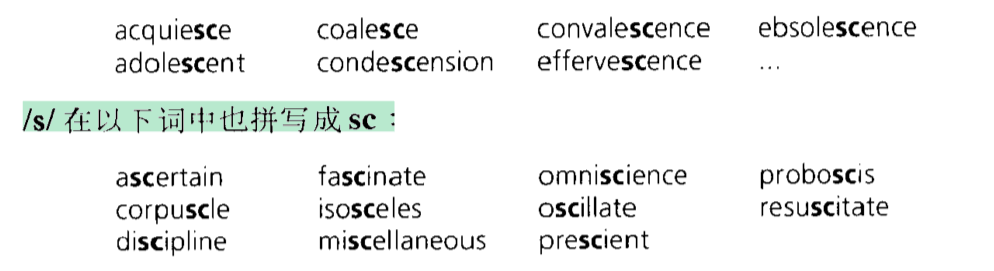 acquiesce coalesce convalescence ebsolescence
adolescent condescension effervescence ...
/s/ 在以下词中也拼写成 sc：
ascertain fascinate omniscience proboscis
corpuscle isosceles oscillate resuscitate
discipline miscellaneous prescient